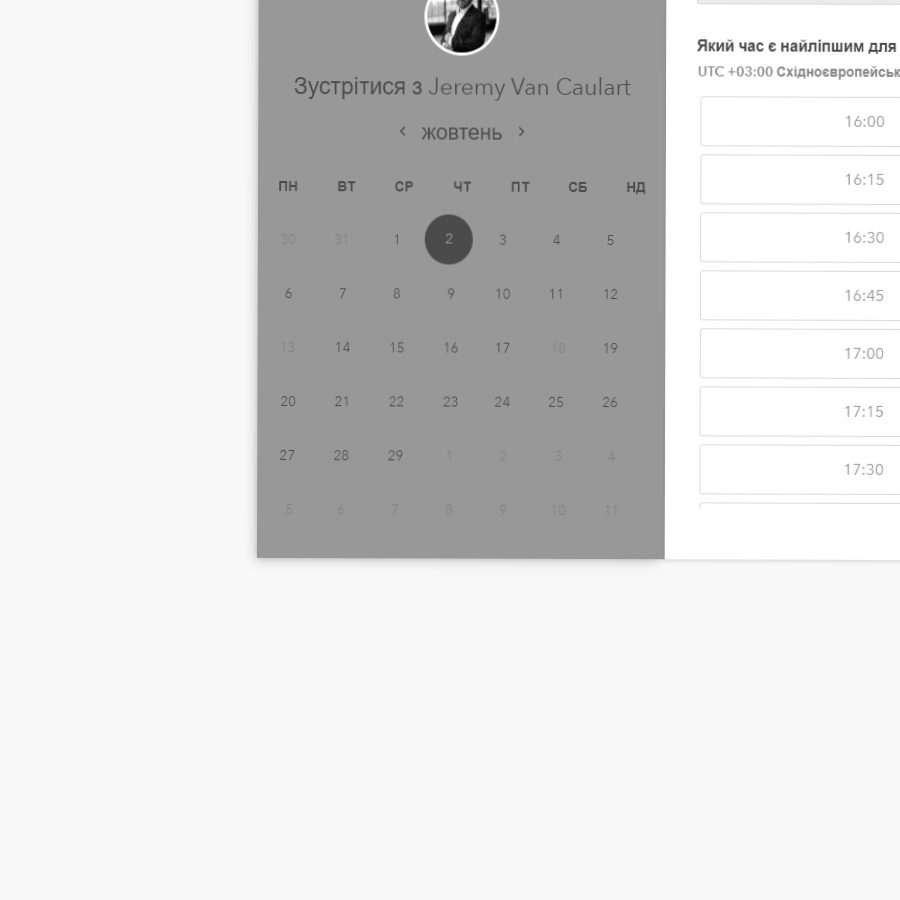 Зустрітися з Jeremy Van Caulart
‹ жовтень ›
ПН ВТ СР ЧТ ПТ СБ НД
30 31 1 2 3 4 5
6 7 8 9 10 11 12
13 14 15 16 17 18 19
20 21 22 23 24 25 26
27 28 29 1 2 3 4
5 6 7 8 9 10 11
Який час є найліпшим для
UTC +03:00 Східноєвропейськ
16:00
16:15
16:30
16:45
17:00
17:15
17:30